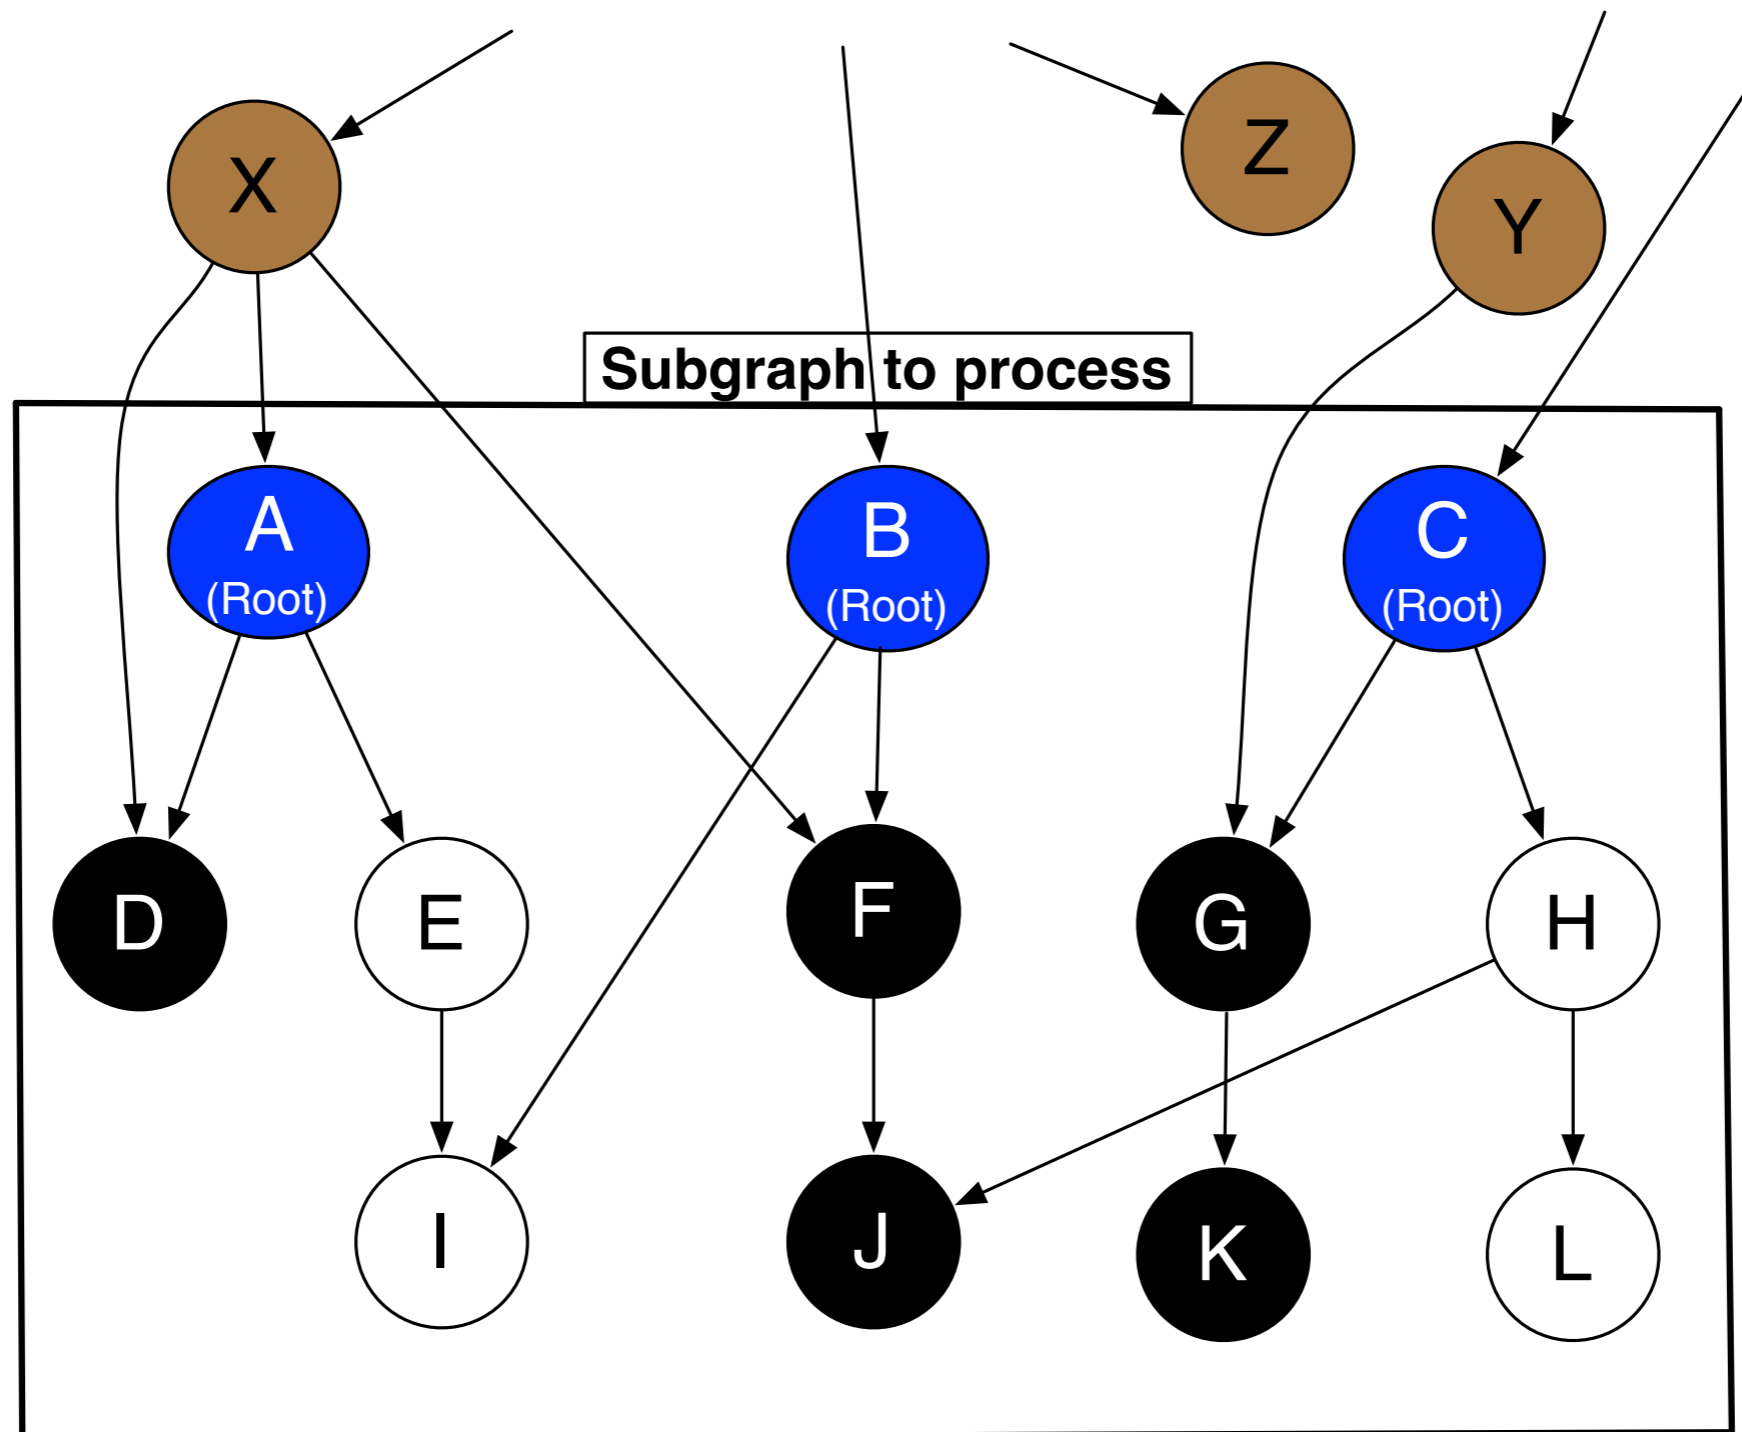 Z
X
Y
Subgraph to process
A
(Root)
B
(Root)
C
(Root)
D
E
F
G
H
I
J
K
L